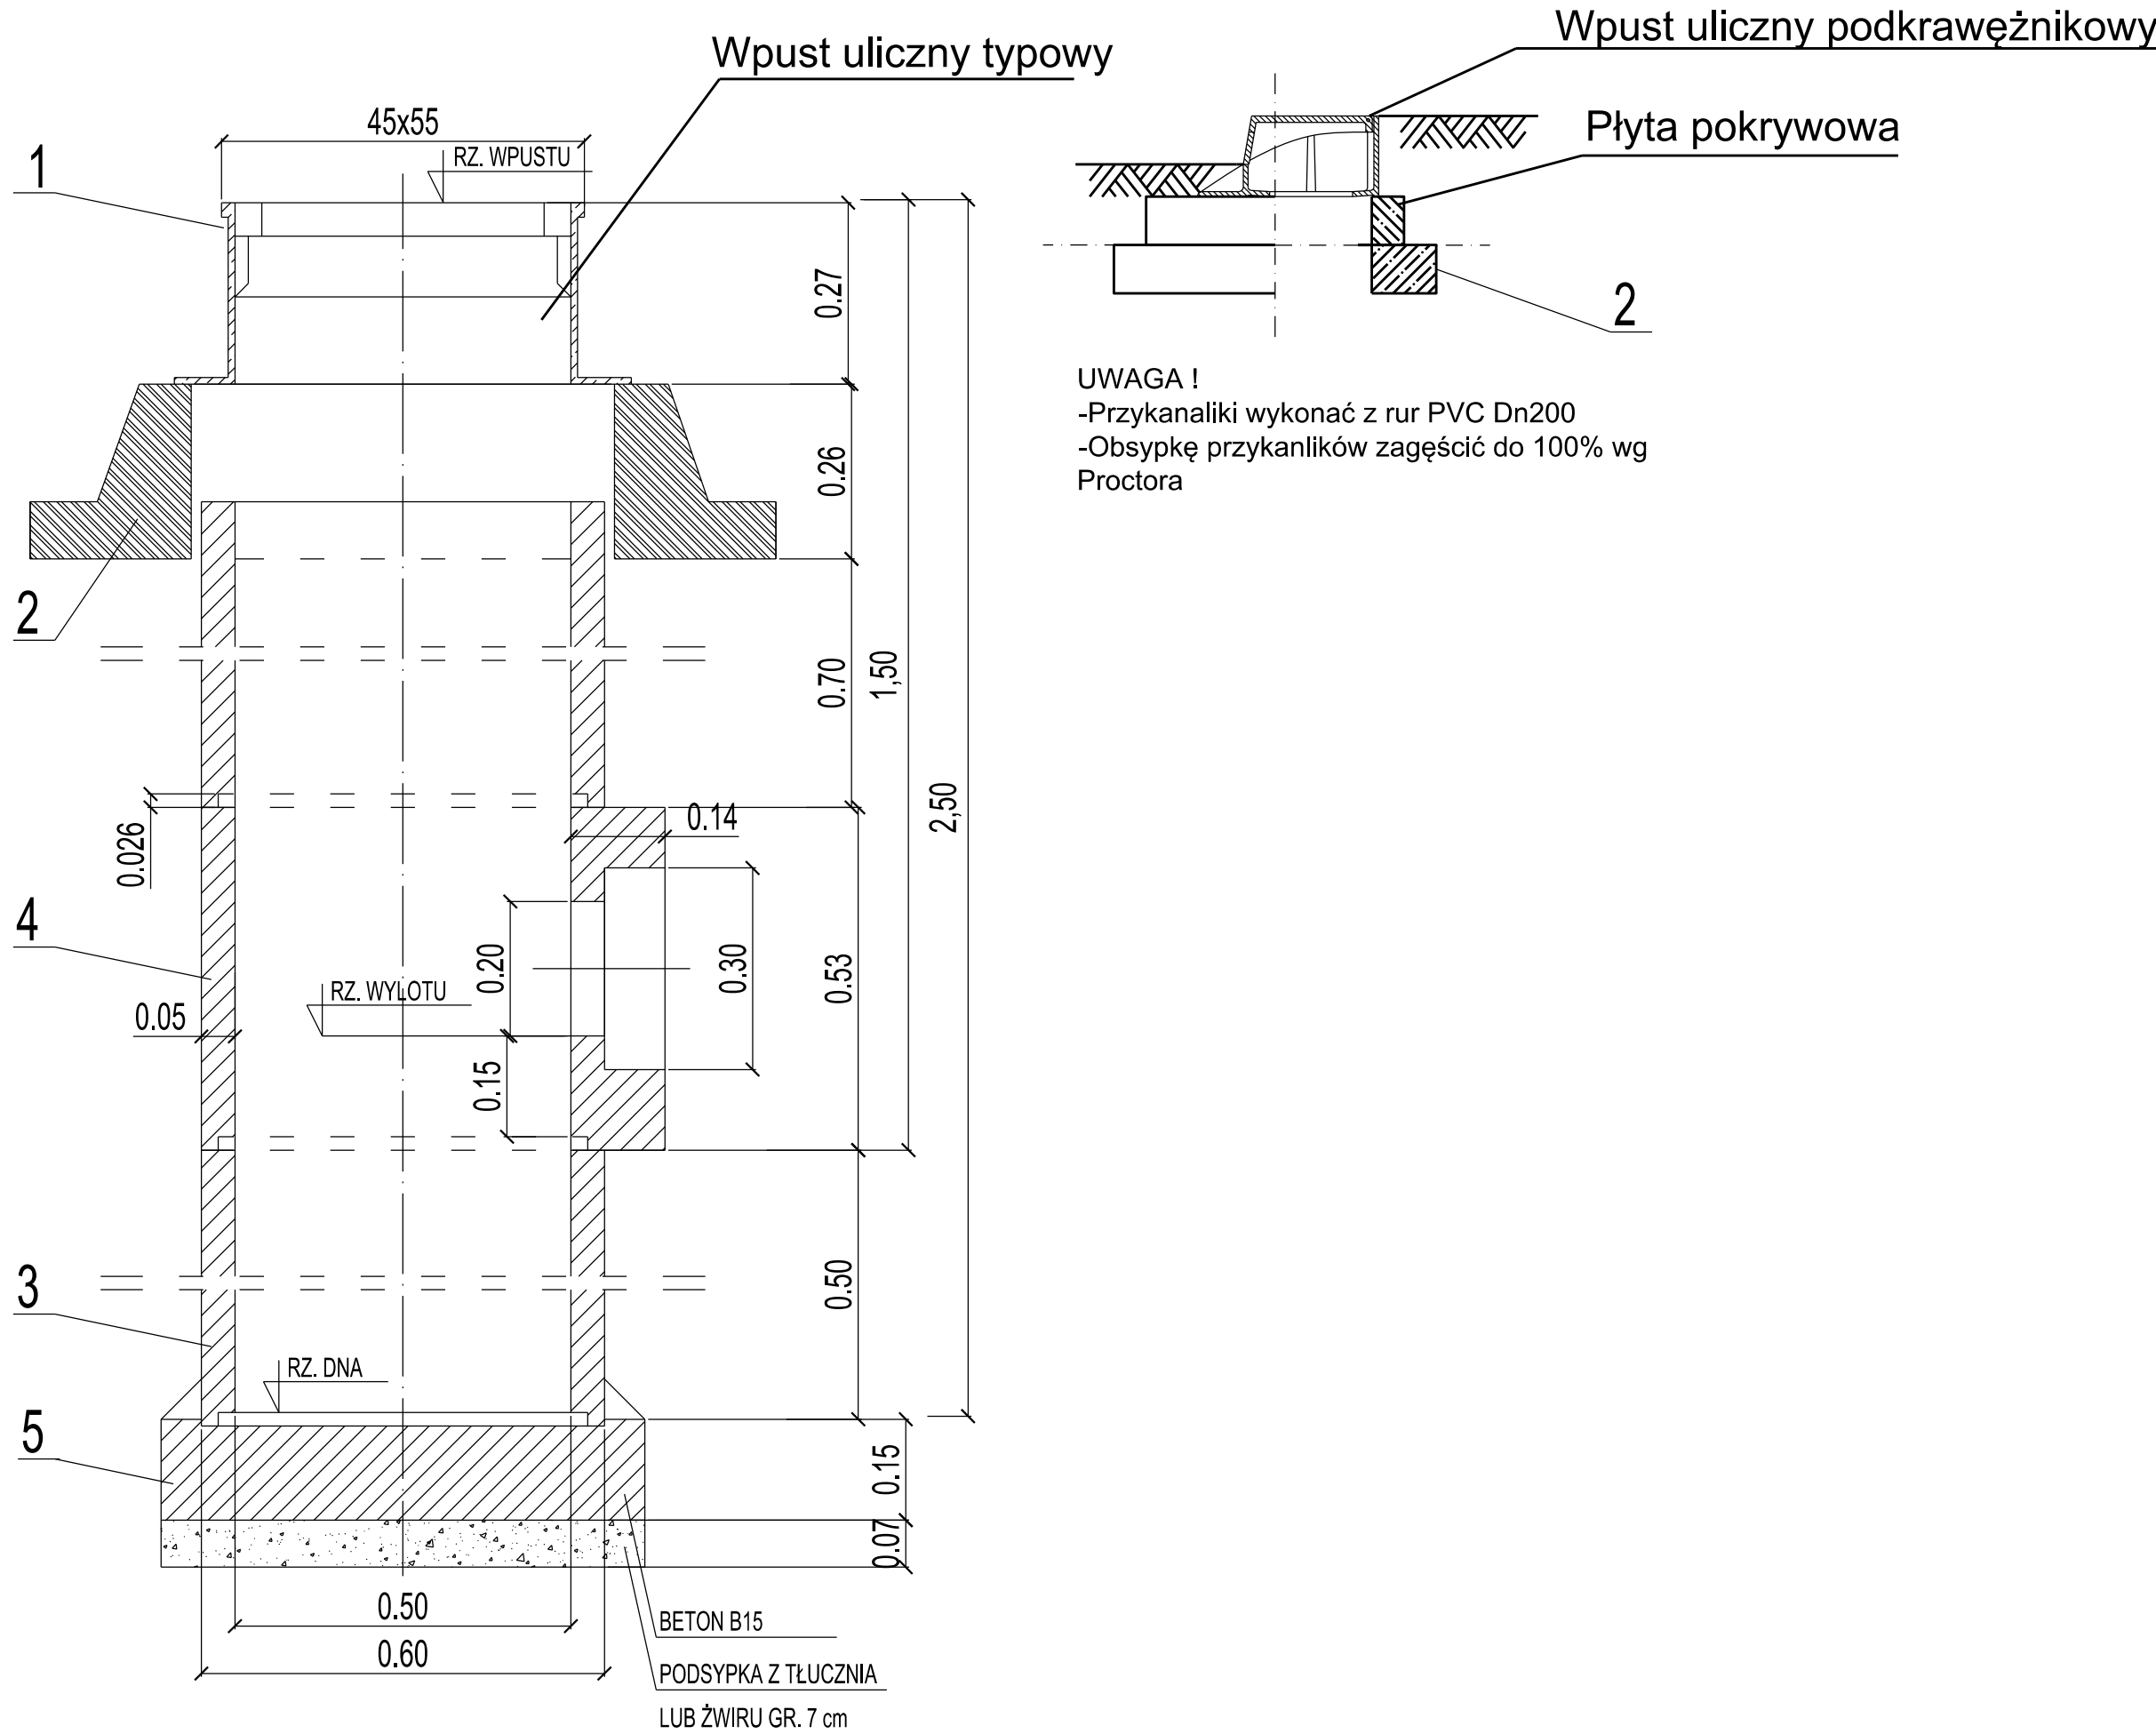 Wpust uliczny typowy
Wpust uliczny podkrawężnikowy
Płyta pokrywowa
45x55
RZ. WPUSTU
1
0.27
2
UWAGA !
-Przykanaliki wykonać z rur PVC Dn200
-Obsypkę przykanlików zagęścić do 100% wg
Proctora
0.26
2
0.70
1,50
2,50
0.026
0.14
4
0.20
0.30
0.53
RZ. WYLOTU
0.05
0.15
3
0.50
RZ. DNA
5
0.15
0.07
0.50
0.60
BETON B15
PODSYPKA Z TŁUCZNIA
LUB ŻWIRU GR. 7 cm